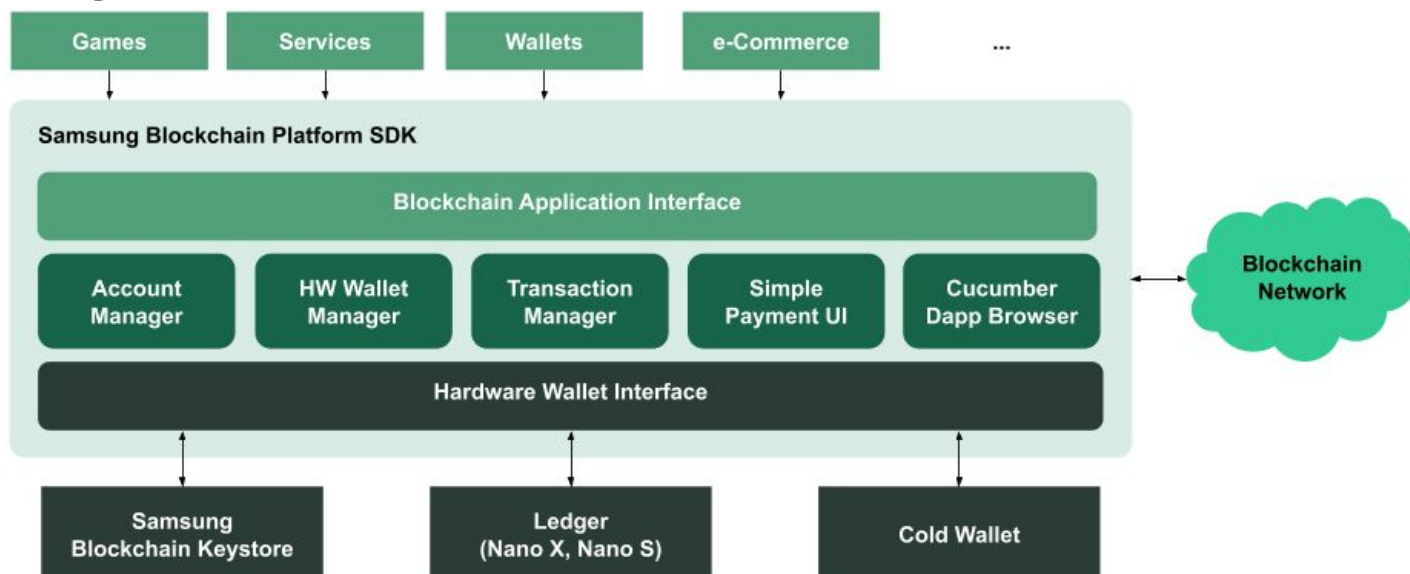 Games
Services
Wallets
e-Commerce
...
Samsung Blockchain Platform SDK
Blockchain Application Interface
Account
Manager
HW Wallet
Manager
Transaction
Manager
Simple
Payment UI
Cucumber
Dapp Browser
Blockchain
Network
Hardware Wallet Interface
Samsung
Blockchain Keystore
Ledger
(Nano X, Nano S)
Cold Wallet